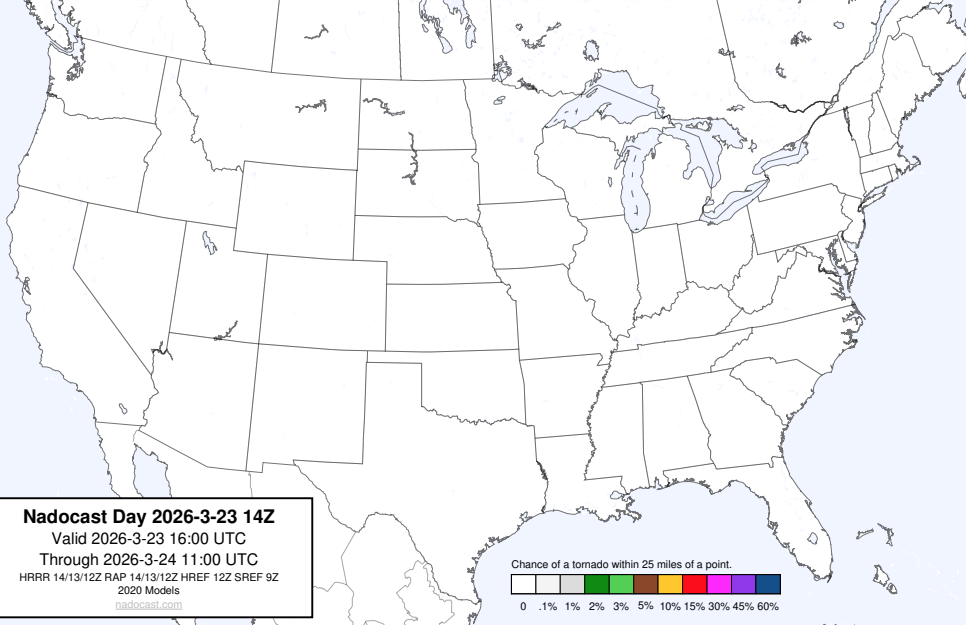 Nadocast Day 2026-3-23 14Z
Valid 2026-3-23 16:00 UTC
Through 2026-3-24 11:00 UTC
HRRR 14/13/12Z RAP 14/13/12Z HREF 12Z SREF 9Z
2020 Models
nadocast.com
Chance of a tornado within 25 miles of a point.
0 .1% 1% 2% 3% 5% 10% 15% 30% 45% 60%